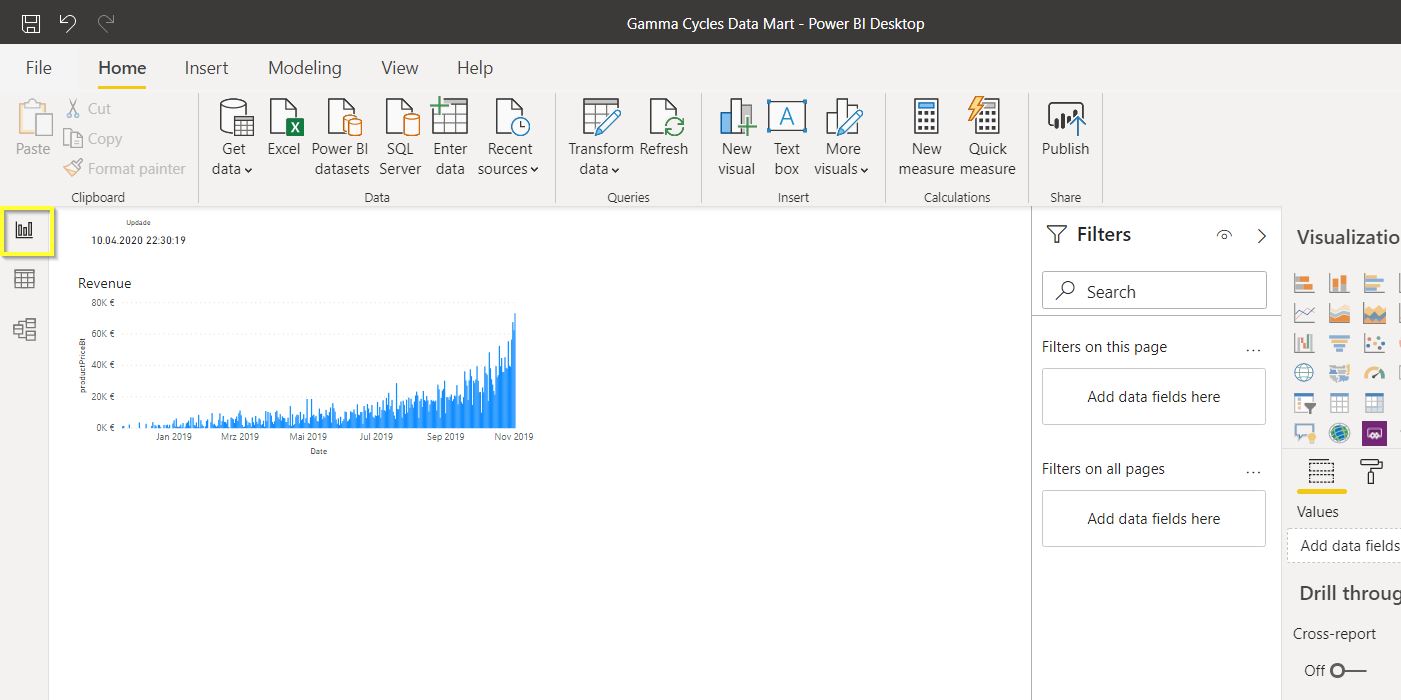 Gamma Cycles Data Mart - Power BI Desktop
File Home Insert Modeling View Help
Paste
Cut
Copy
Format painter
Clipboard
Get data
Excel
Power BI datasets
SQL Server
Enter data
Recent sources
Data
Transform data
Refresh
Queries
New visual
Text box
More visuals
Insert
New measure
Quick measure
Calculations
Publish
Share
Updade
10.04.2020 22:30:19
Revenue
80K €
60K €
40K €
20K €
0K €
productPriceBt
Jan 2019 Mrz 2019 Mai 2019 Jul 2019 Sep 2019 Nov 2019
Date
Filters
Search
Filters on this page ...
Add data fields here
Filters on all pages ...
Add data fields here
Visualizatio
Values
Add data fields
Drill throug
Cross-report
Off